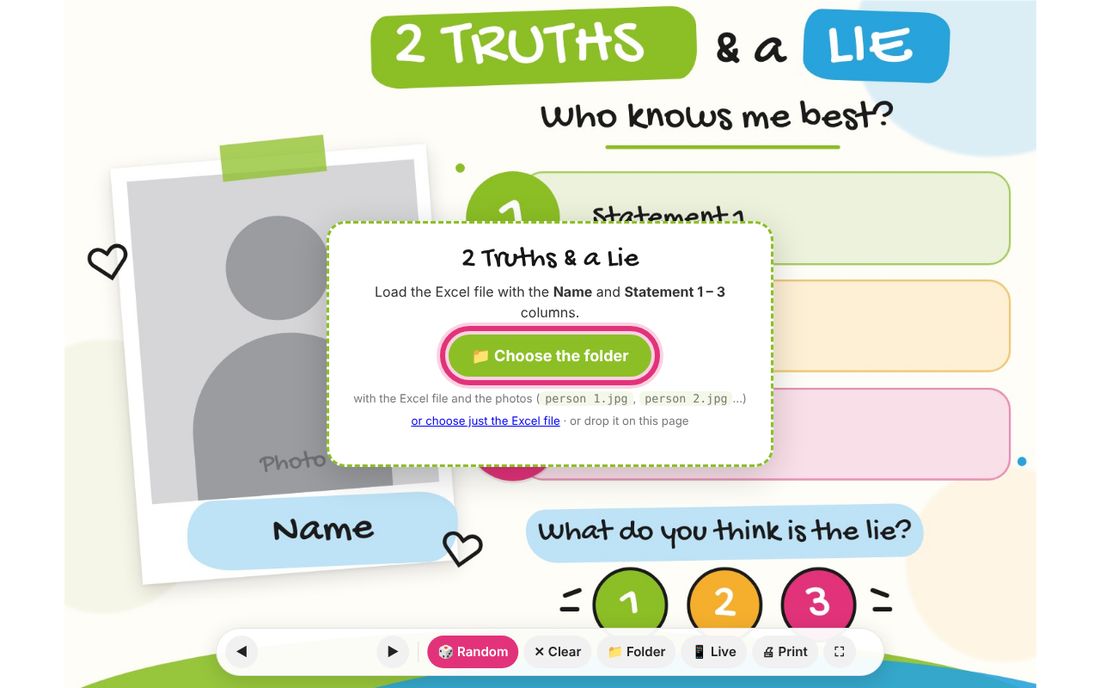 2 TRUTHS & a LIE
Who knows me best?
1 Statement 1
2 Truths & a Lie
Load the Excel file with the Name and Statement 1 – 3
columns.
📁 Choose the folder
with the Excel file and the photos ( person 1.jpg , person 2.jpg …)
or choose just the Excel file · or drop it on this page
Photo
Name
What do you think is the lie?
1 2 3
◀ ▶ 🎲 Random ✕ Clear 📁 Folder 📱 Live 🖨 Print ⛶